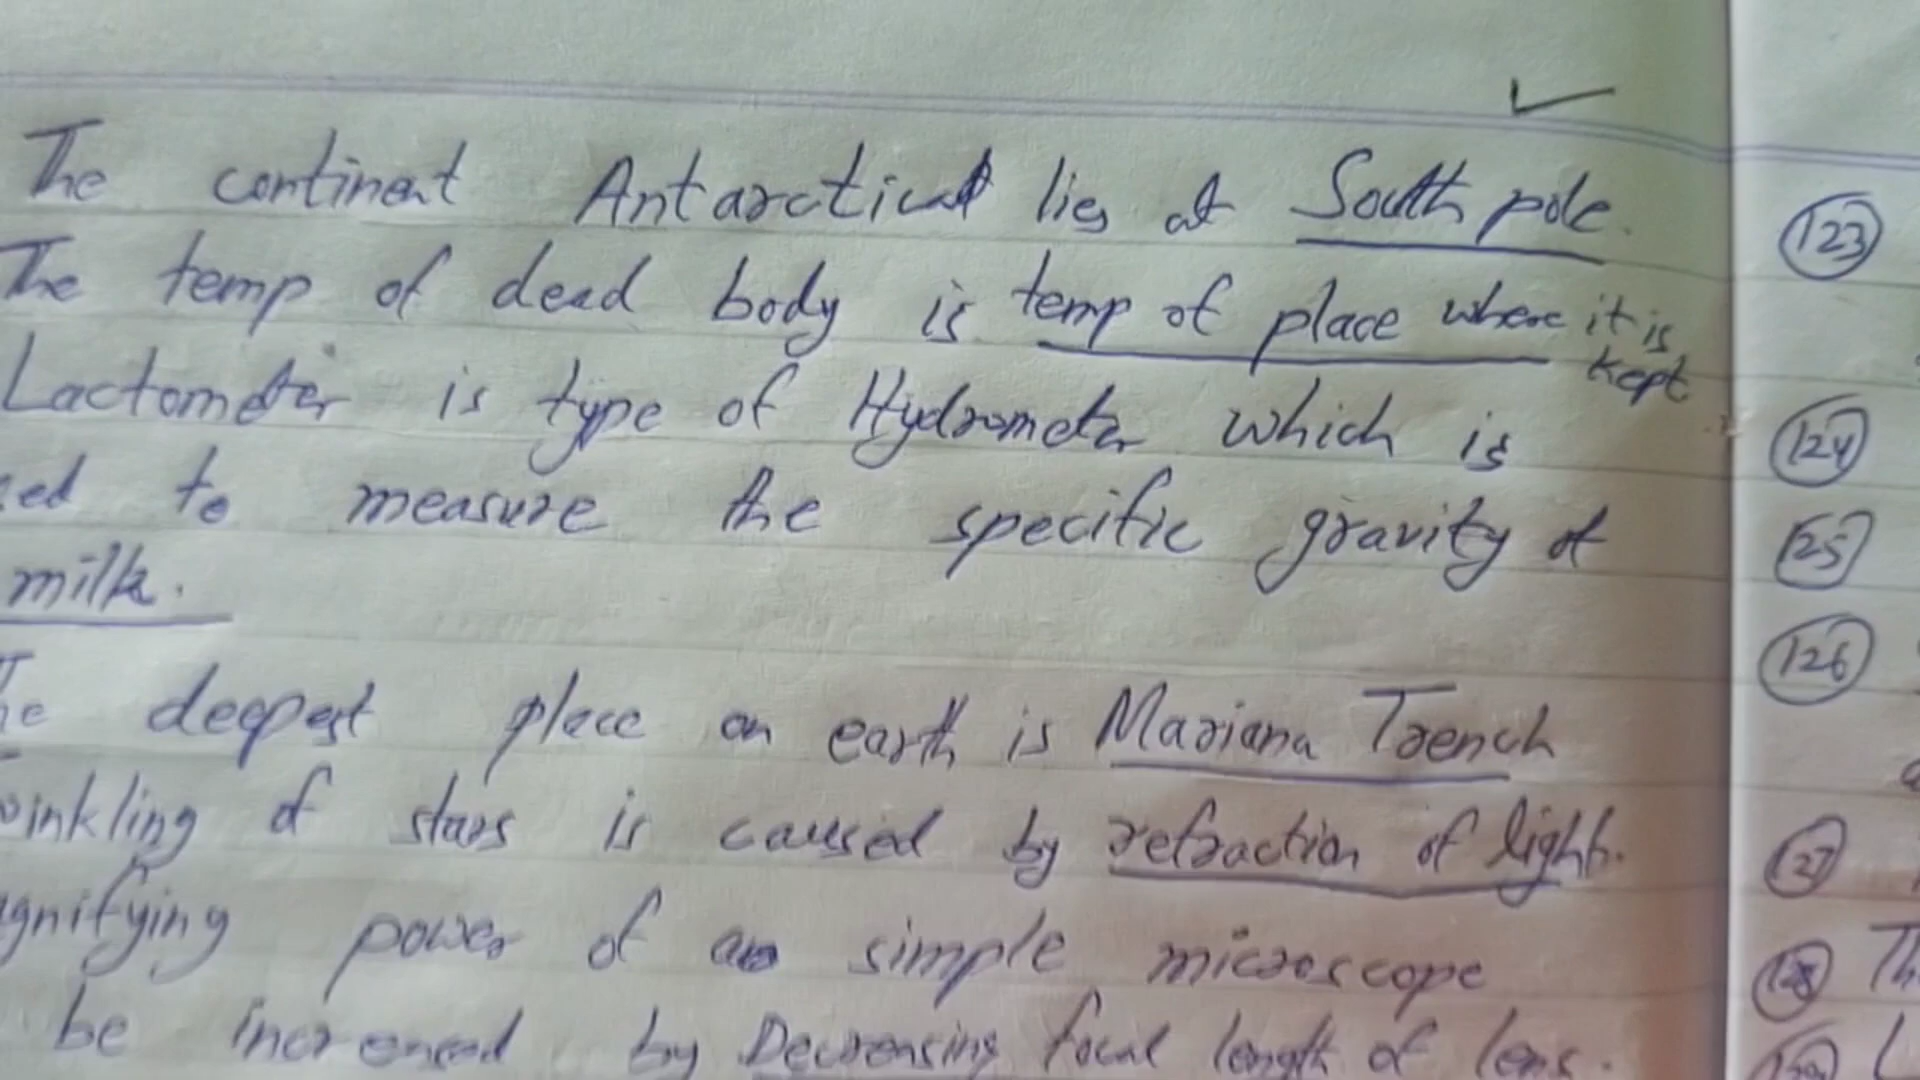 The continent Antarctica lies at South pole.
The temp of dead body is temp of place where it is
kept
Lactometer is type of Hydrometer which is
sed to measure the specific gravity of
milk.
deepest place on earth is Mariana Trench
inkling of stars is caused by refraction of light.
gnifying power of a simple microscope
be increased by Decreasing focal length of lens.
123
124
125
126
127
128 Th